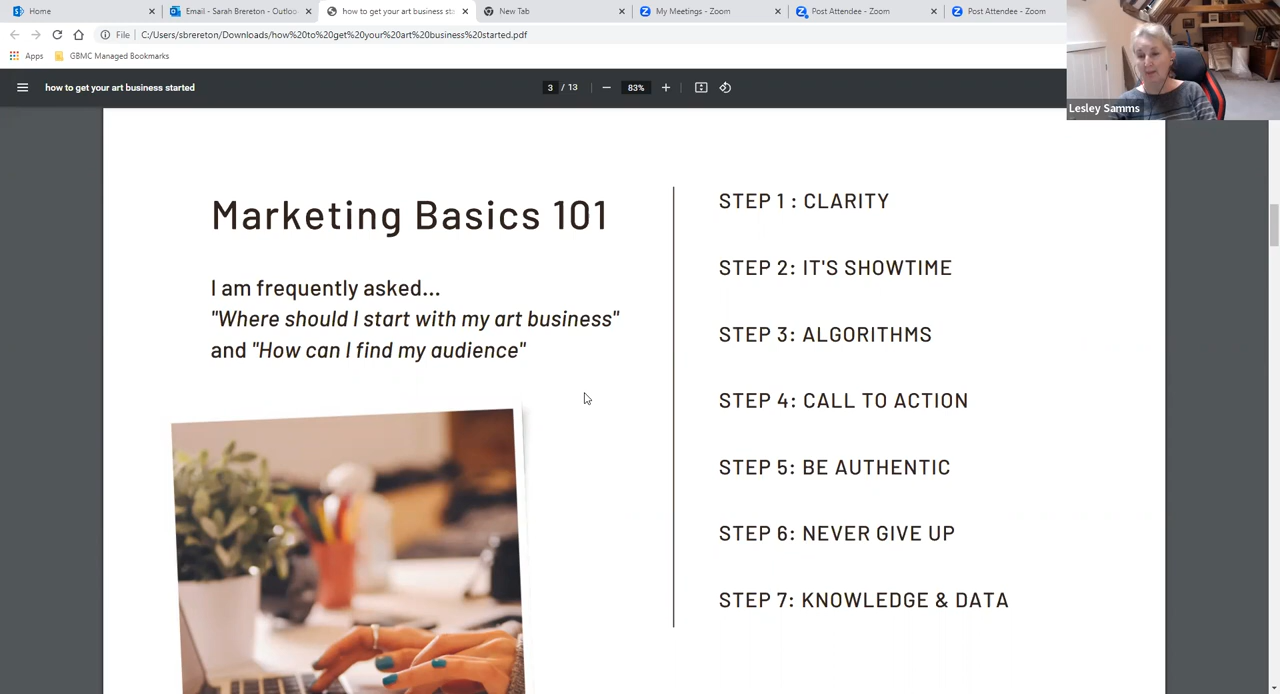 Home
Email - Sarah Brereton - Outloo
how to get your art business sta
New Tab
My Meetings - Zoom
Post Attendee - Zoom
Post Attendee - Zoom
File
C:/Users/sbrereton/Downloads/how%20to%20get%20your%20art%20business%20started.pdf
Apps
GBMC Managed Bookmarks
how to get your art business started
3 / 13
83%
Lesley Samms
Marketing Basics 101
I am frequently asked...
"Where should I start with my art business"
and "How can I find my audience"
STEP 1 : CLARITY
STEP 2: IT'S SHOWTIME
STEP 3: ALGORITHMS
STEP 4: CALL TO ACTION
STEP 5: BE AUTHENTIC
STEP 6: NEVER GIVE UP
STEP 7: KNOWLEDGE & DATA